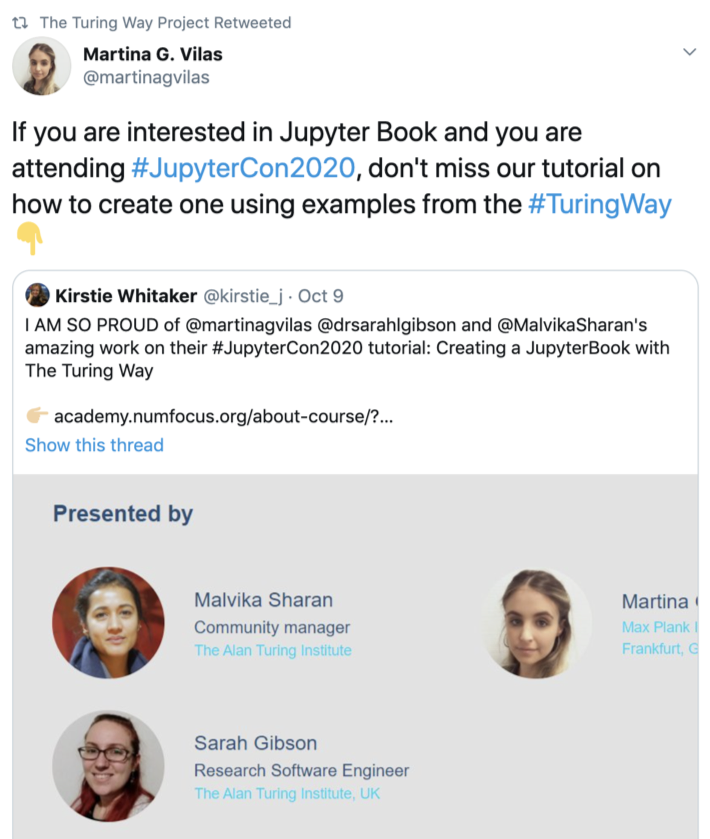 The Turing Way Project Retweeted
Martina G. Vilas
@martinagvilas
If you are interested in Jupyter Book and you are
attending #JupyterCon2020, don't miss our tutorial on
how to create one using examples from the #TuringWay
Kirstie Whitaker @kirstie_j · Oct 9
I AM SO PROUD of @martinagvilas @drsarahlgibson and @MalvikaSharan's
amazing work on their #JupyterCon2020 tutorial: Creating a JupyterBook with
The Turing Way
academy.numfocus.org/about-course/?...
Show this thread
Presented by
Malvika Sharan
Community manager
The Alan Turing Institute
Martina
Max Plank I
Frankfurt, G
Sarah Gibson
Research Software Engineer
The Alan Turing Institute, UK